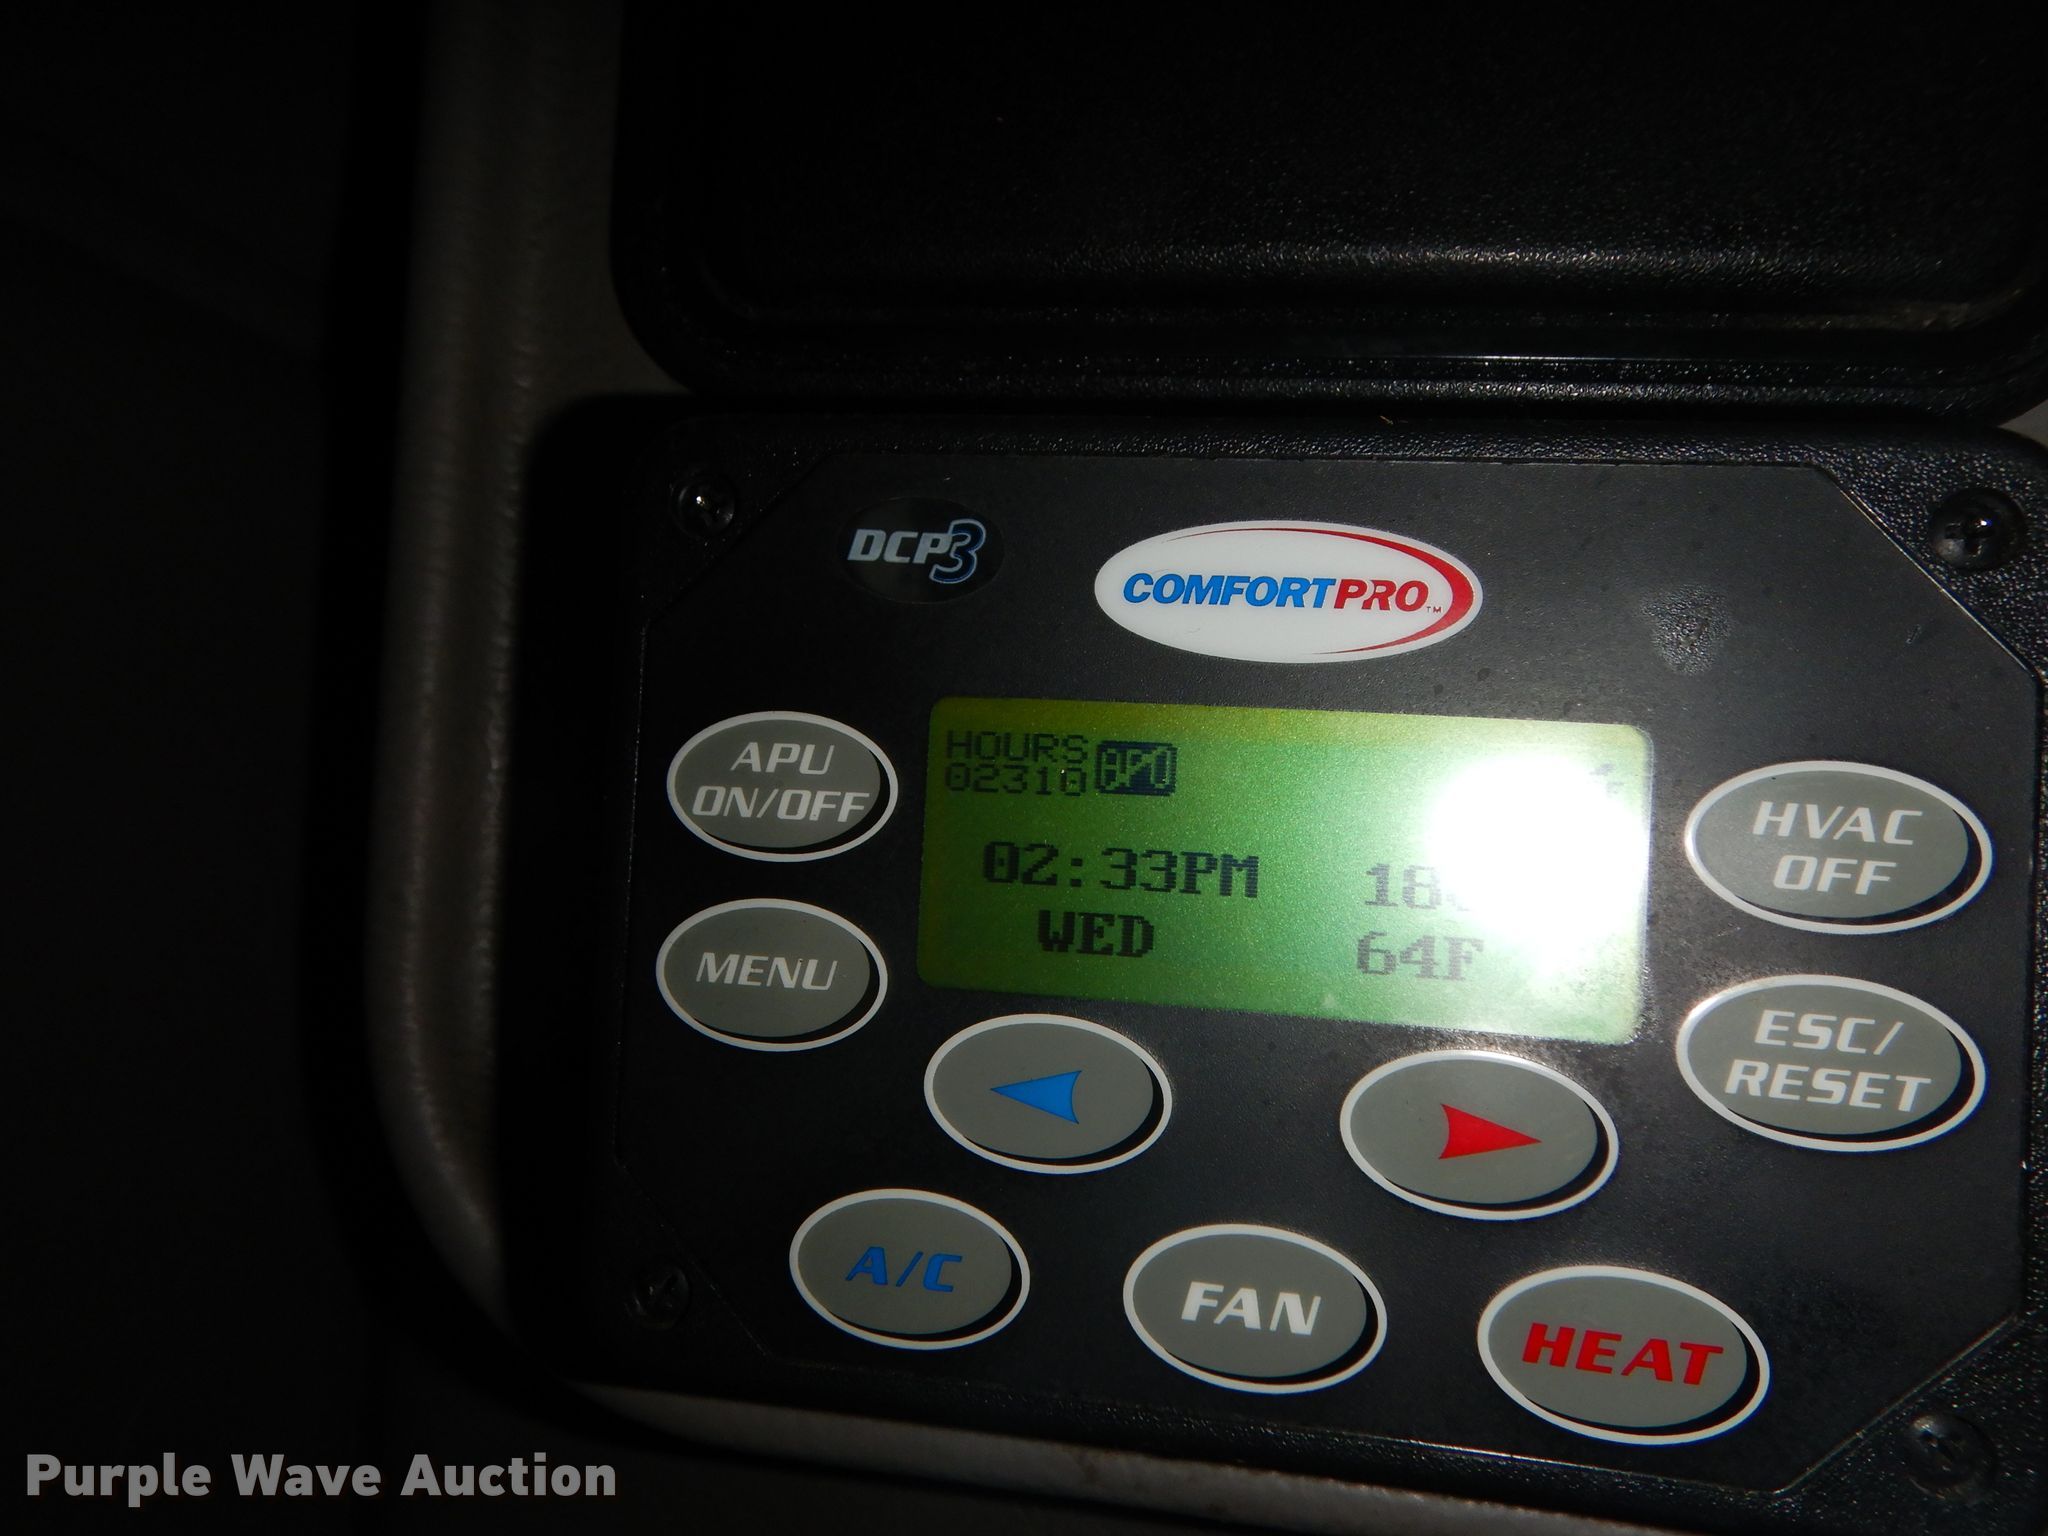 DCP3
COMFORTPRO™
APU
ON/OFF
HOURS
02310
APU
02:33PM
WED
64F
HVAC
OFF
MENU
ESC/
RESET
A/C
FAN
HEAT
Purple Wave Auction